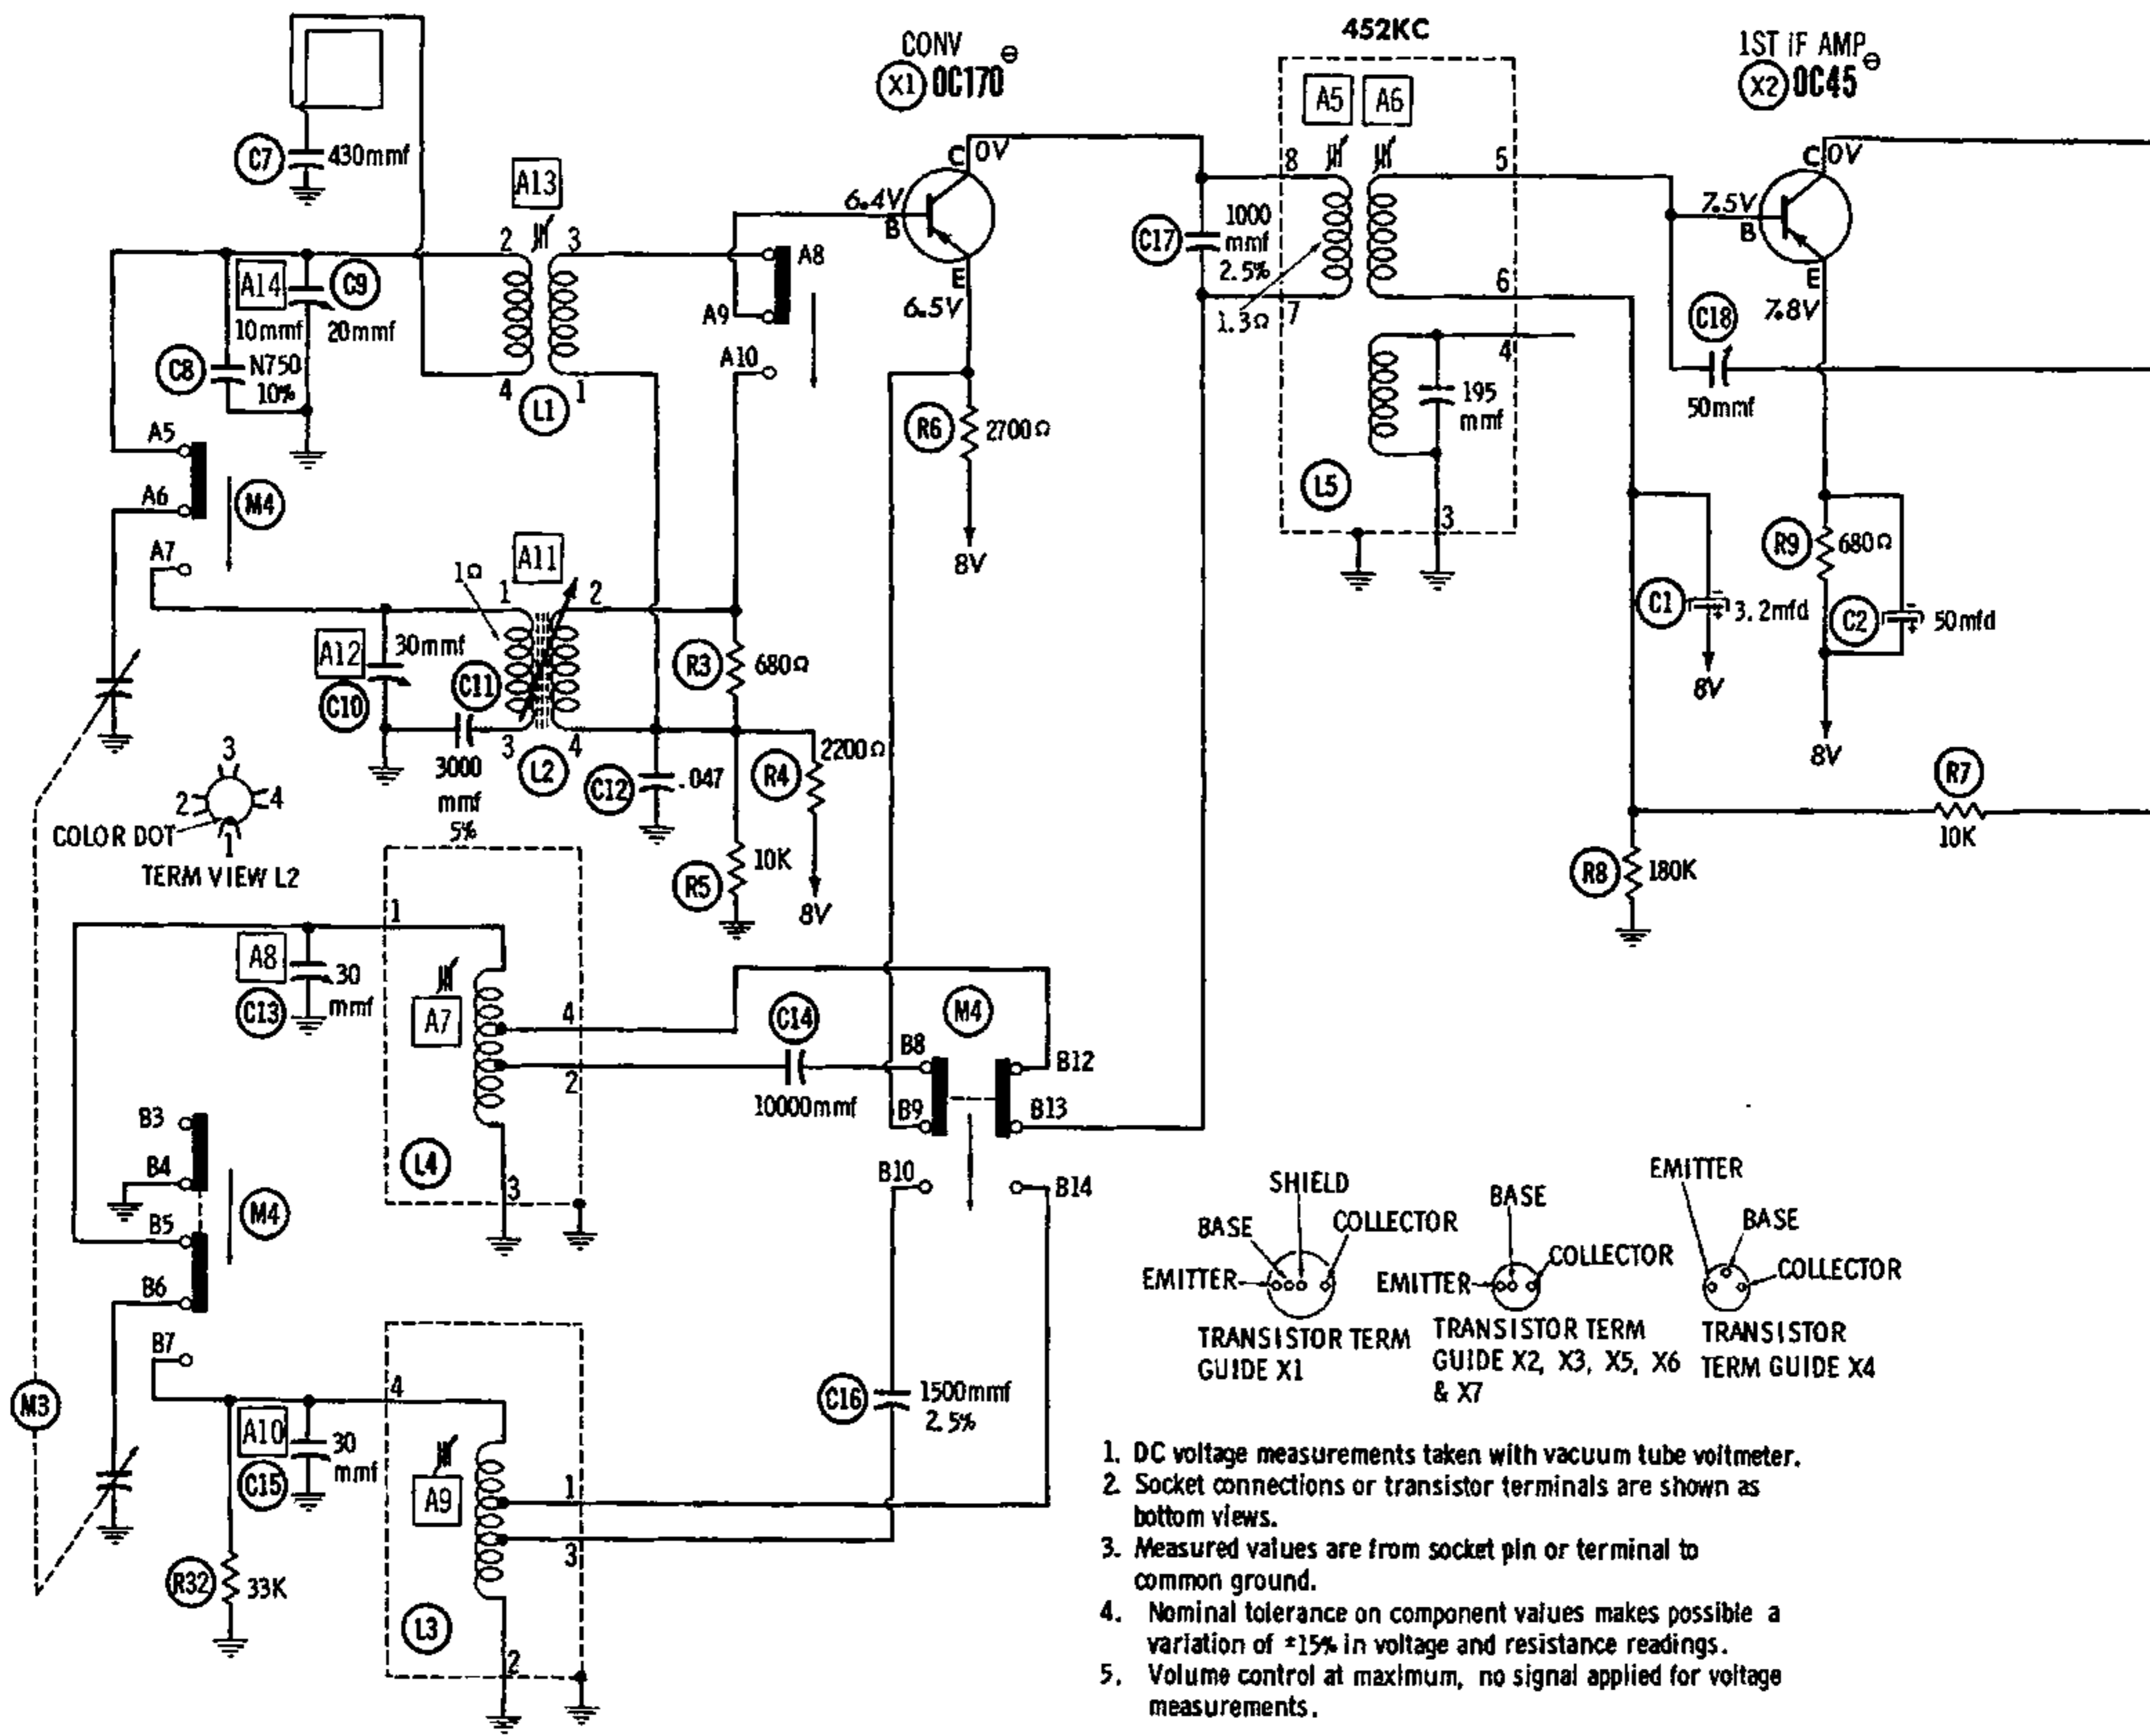 452KC
CONV
X1 OC170
1ST IF AMP
X2 OC45
A5 A6
C7 430mmf
A13
2 3
C 0V
6.4V
B
E
6.5V
A8
A9
A10
8
5
C17
1000
mmf
2.5%
1.3Ω 7
6
C 0V
7.5V
B
E
7.8V
C18
50mmf
A14 C9
10mmf 20mmf
C8 N750
10%
4 1
L1
R6 2700Ω
8V
4
195
mmf
L5
3
A5
A6
M4
A7
1Ω
A11
1 2
A12 30mmf
C10
C11
3000
mmf
5%
3 4
L2
C12 .047
R3 680Ω
R4 2200Ω
8V
R5 10K
R9 680Ω
C1 3.2mfd
8V
C2 50mfd
8V
R7
10K
R8 180K
3
2 4
COLOR DOT
1
TERM VIEW L2
1
A8 30
C13 mmf
A7
4
2
L4
3
C14
10000mmf
M4
B8 B12
B9 B13
B10 B14
B3
B4
B5
M4
B6
B7
M3
4
A10 30
C15 mmf
A9
1
3
R32 33K
L3
2
C16 1500mmf
2.5%
SHIELD
BASE COLLECTOR
EMITTER
TRANSISTOR TERM
GUIDE X1
BASE
COLLECTOR
EMITTER
TRANSISTOR TERM
GUIDE X2, X3, X5, X6
& X7
EMITTER
BASE
COLLECTOR
TRANSISTOR
TERM GUIDE X4
1. DC voltage measurements taken with vacuum tube voltmeter.
2. Socket connections or transistor terminals are shown as
bottom views.
3. Measured values are from socket pin or terminal to
common ground.
4. Nominal tolerance on component values makes possible a
variation of ±15% in voltage and resistance readings.
5. Volume control at maximum, no signal applied for voltage
measurements.